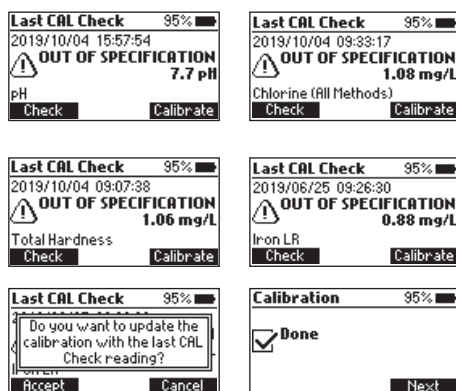 Last CAL Check 95%
2019/10/04 15:57:54
OUT OF SPECIFICATION
7.7 pH
pH
Check Calibrate
Last CAL Check 95%
2019/10/04 09:33:17
OUT OF SPECIFICATION
1.08 mg/L
Chlorine (All Methods)
Check Calibrate
Last CAL Check 95%
2019/10/04 09:07:38
OUT OF SPECIFICATION
1.06 mg/L
Total Hardness
Check Calibrate
Last CAL Check 95%
2019/06/25 09:26:30
OUT OF SPECIFICATION
0.88 mg/L
Iron LR
Check Calibrate
Last CAL Check 95%
Do you want to update the
calibration with the last CAL
Check reading?
Accept Cancel
Calibration 95%
Done
Next